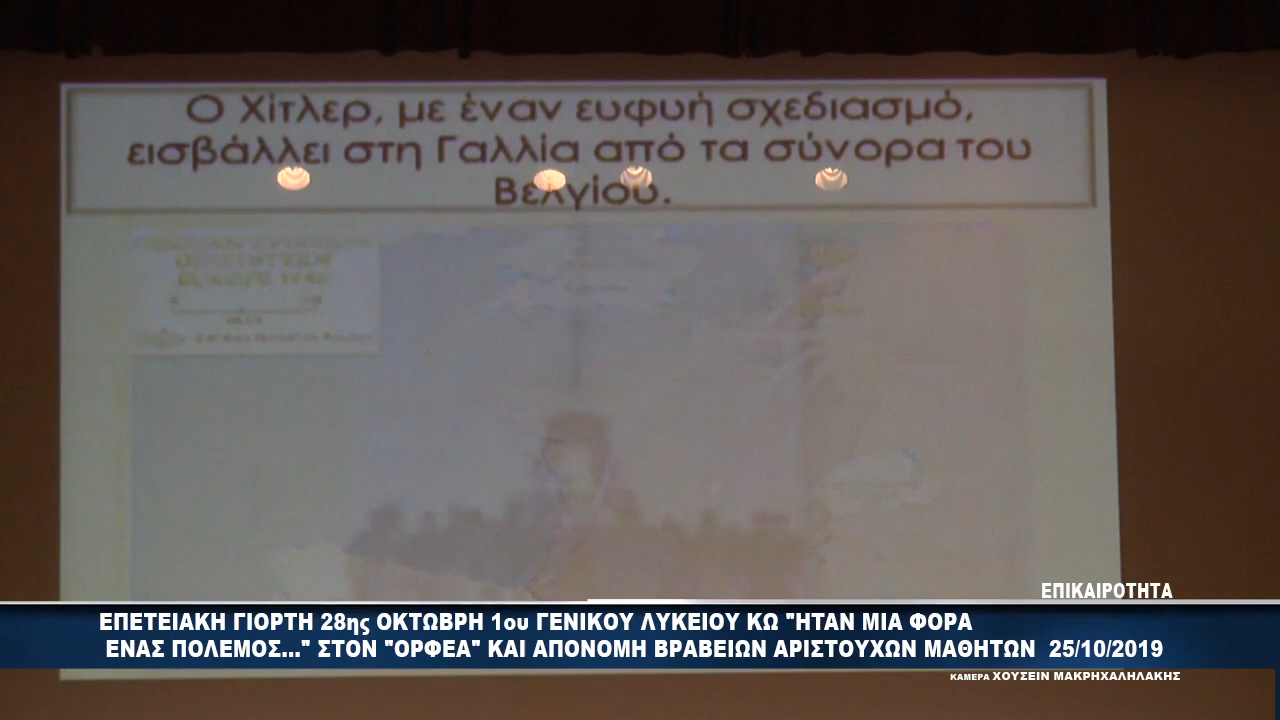 Ο Χίτλερ, με έναν ευφυή σχεδιασμό,
εισβάλλει στη Γαλλία από τα σύνορα του
Βελγίου.
ΕΠΙΚΑΙΡΟΤΗΤΑ
ΕΠΕΤΕΙΑΚΗ ΓΙΟΡΤΗ 28ης ΟΚΤΩΒΡΗ 1ου ΓΕΝΙΚΟΥ ΛΥΚΕΙΟΥ ΚΩ "ΗΤΑΝ ΜΙΑ ΦΟΡΑ
ΕΝΑΣ ΠΟΛΕΜΟΣ..." ΣΤΟΝ "ΟΡΦΕΑ" ΚΑΙ ΑΠΟΝΟΜΗ ΒΡΑΒΕΙΩΝ ΑΡΙΣΤΟΥΧΩΝ ΜΑΘΗΤΩΝ 25/10/2019
ΚΑΜΕΡΑ ΧΟΥΣΕΙΝ ΜΑΚΡΗΧΑΛΗΛΑΚΗΣ